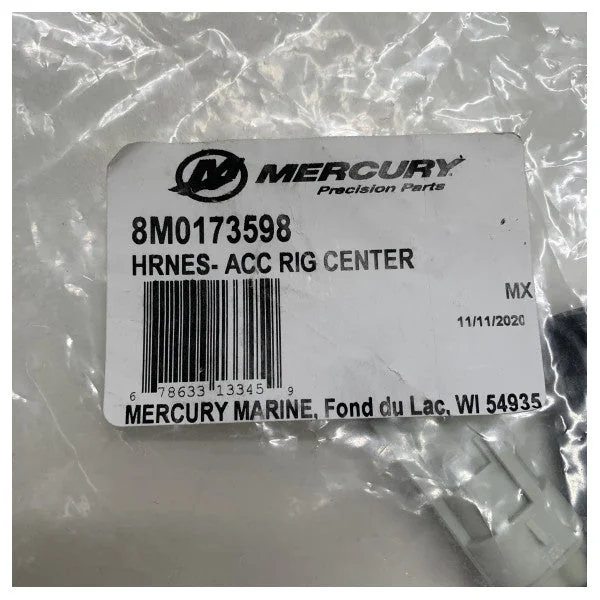 MERCURY
Precision Parts
8M0173598
HRNES- ACC RIG CENTER
MX
11/11/2020
6 78633 13345 9
MERCURY MARINE, Fond du Lac, WI 54935